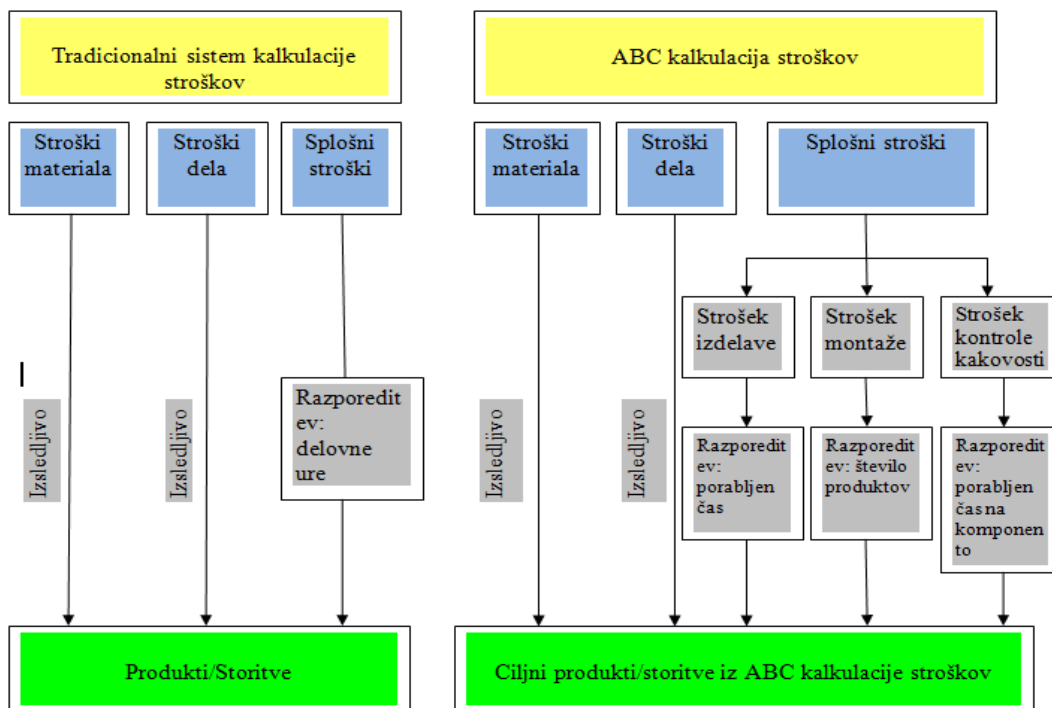 Tradicionalni sistem kalkulacije
stroškov
ABC kalkulacija stroškov
Stroški
materiala
Stroški
dela
Splošni
stroški
Stroški
materiala
Stroški
dela
Splošni stroški
Strošek
izdelave
Strošek
montaže
Strošek
kontrole
kakovosti
Izsledljivo
Izsledljivo
Razporedit
ev:
delovne
ure
Izsledljivo
Izsledljivo
Razporedit
ev:
porabljen
čas
Razporedit
ev: število
produktov
Razporedit
ev:
porabljen
čas na
komponen
to
Produkti/Storitve
Ciljni produkti/storitve iz ABC kalkulacije stroškov